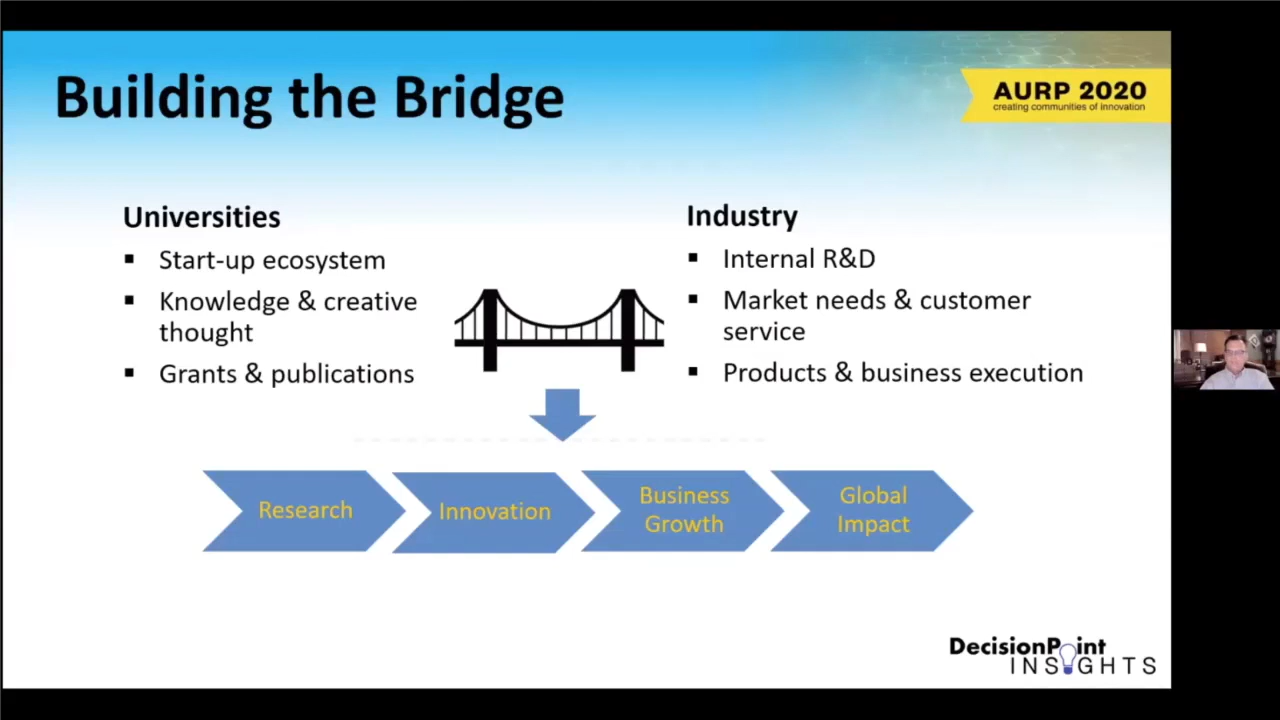 Building the Bridge
AURP 2020
creating communities of innovation
Universities
▪ Start-up ecosystem
▪ Knowledge & creative
thought
▪ Grants & publications
Industry
▪ Internal R&D
▪ Market needs & customer
service
▪ Products & business execution
Research
Innovation
Business
Growth
Global
Impact
DecisionPoint
INSIGHTS